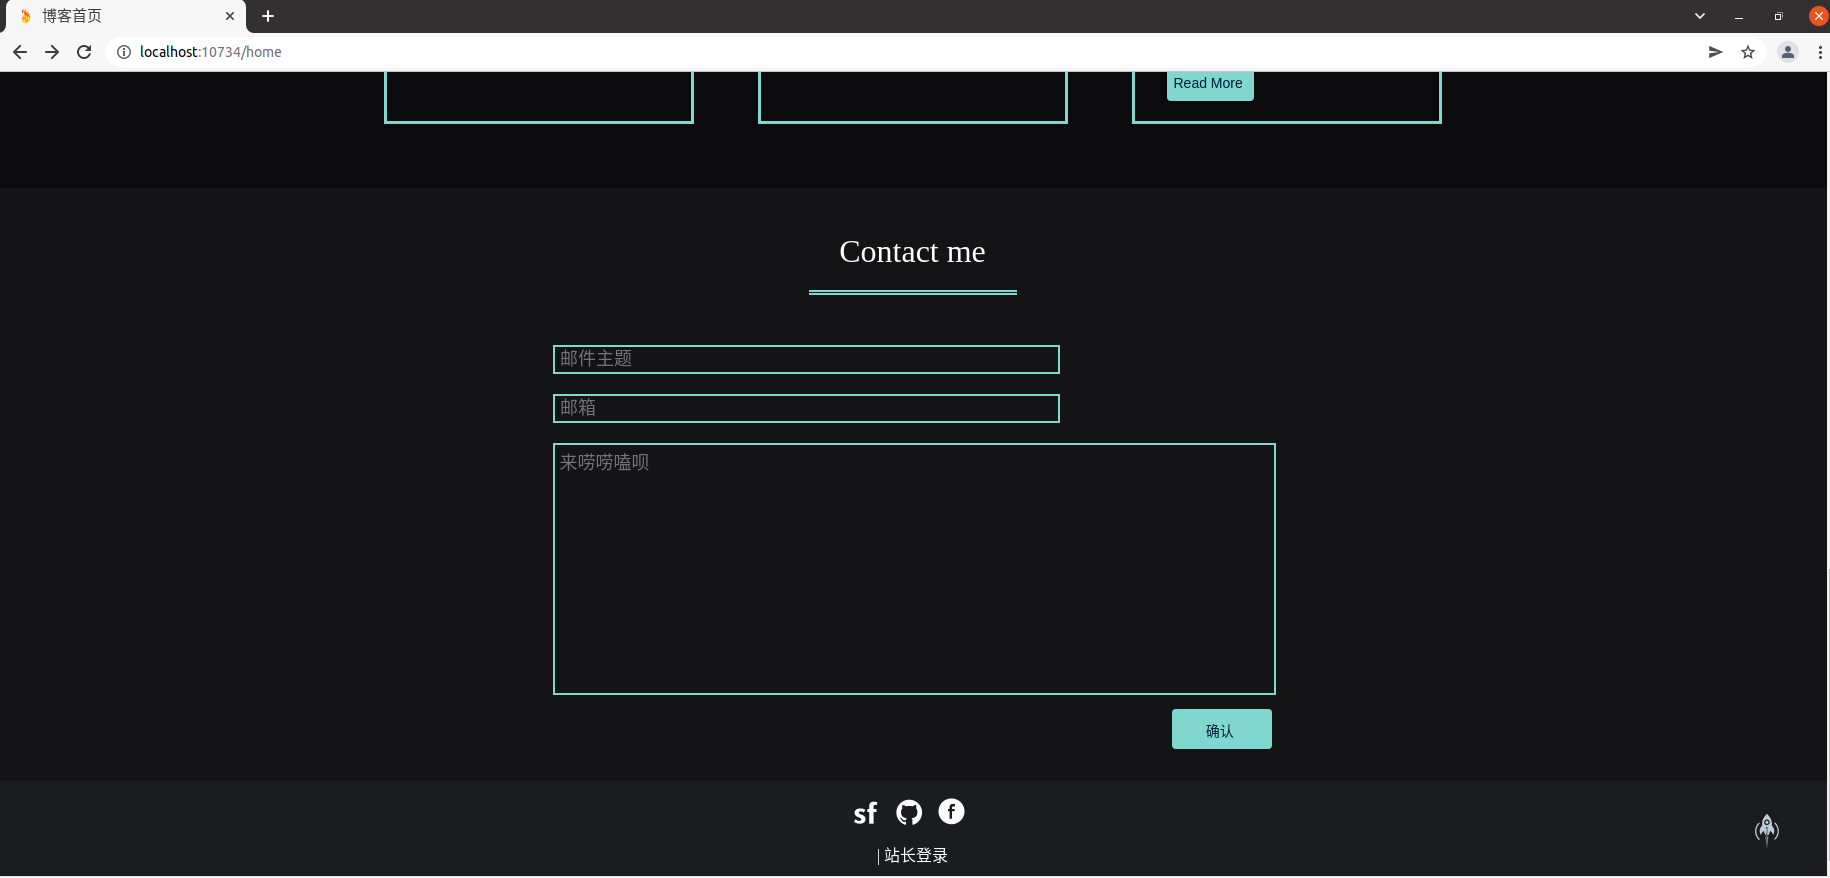 博客首页
localhost:10734/home
Read More
Contact me
邮件主题
邮箱
来唠唠嗑呗
确认
sf
| 站长登录